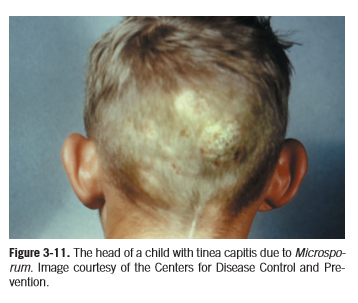 Figure 3-11. The head of a child with tinea capitis due to Microspo-
rum. Image courtesy of the Centers for Disease Control and Pre-
vention.